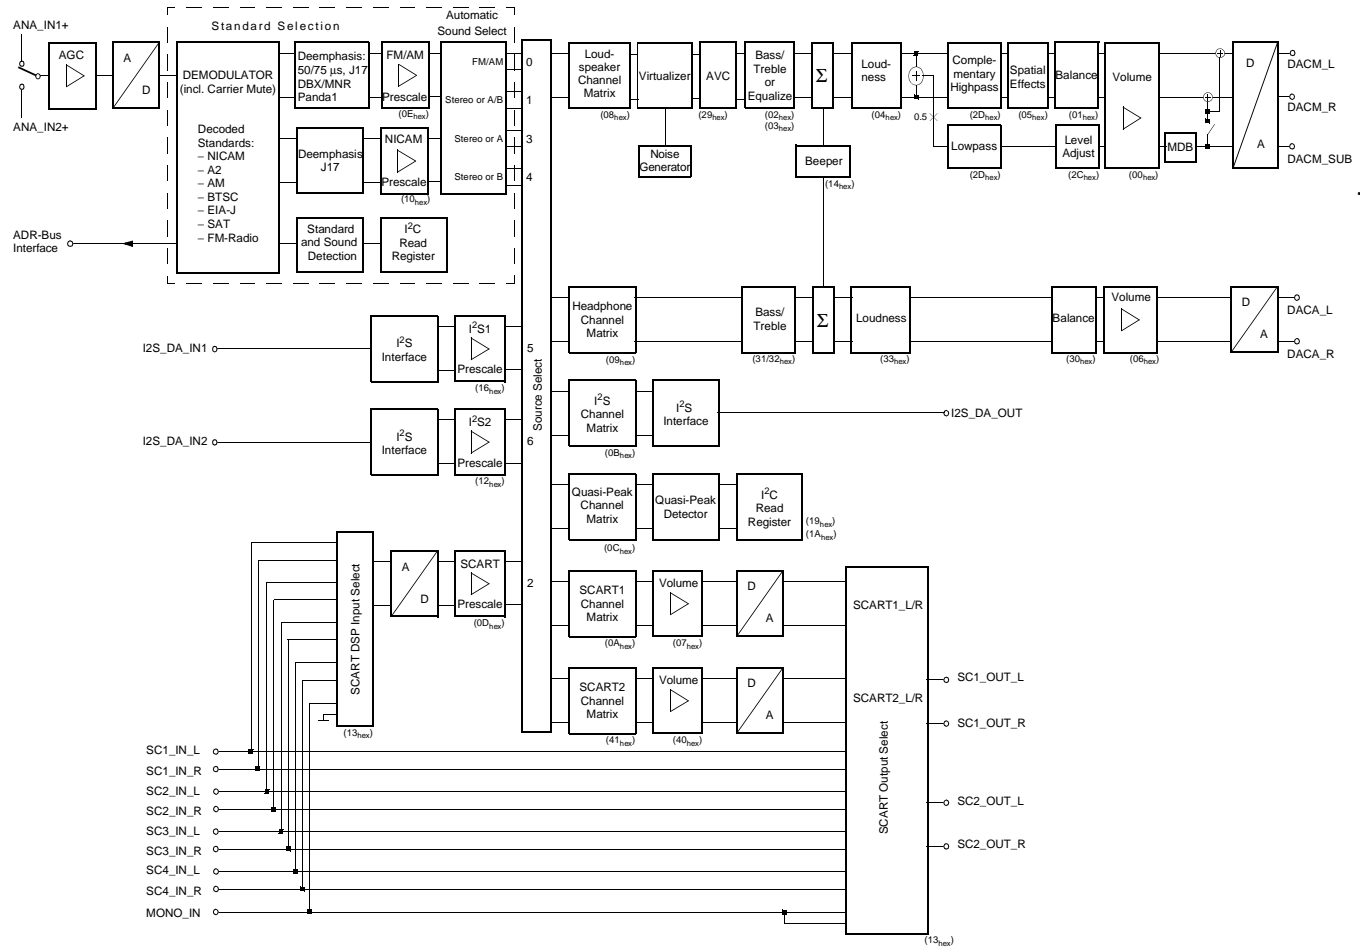 ANA_IN1+
ANA_IN2+
AGC
A
D
Standard Selection
Automatic
Sound Select
DEMODULATOR
(incl. Carrier Mute)
Decoded
Standards:
– NICAM
– A2
– AM
– BTSC
– EIA-J
– SAT
– FM-Radio
Deemphasis:
50/75 µs, J17
DBX/MNR
Panda1
FM/AM
Prescale
(0Ehex)
Deemphasis
J17
NICAM
Prescale
(10hex)
Standard
and Sound
Detection
I2C
Read
Register
FM/AM
Stereo or A/B
Stereo or A
Stereo or B
ADR-Bus
Interface
0
1
3
4
5
6
2
Source Select
Loud-
speaker
Channel
Matrix
(08hex)
Virtualizer
Noise
Generator
AVC
(29hex)
Bass/
Treble
or
Equalizer
(02hex)
(03hex)
Σ
Beeper
(14hex)
Loud-
ness
(04hex)
0.5
Comple-
mentary
Highpass
(2Dhex)
Spatial
Effects
(05hex)
Balance
(01hex)
Lowpass
(2Dhex)
Level
Adjust
(2Chex)
Volume
(00hex)
MDB
D
A
DACM_L
DACM_R
DACM_SUB
Headphone
Channel
Matrix
(09hex)
Bass/
Treble
(31/32hex)
Σ
Loudness
(33hex)
Balance
(30hex)
Volume
(06hex)
D
A
DACA_L
DACA_R
I2S_DA_IN1
I2S
Interface
I2S1
Prescale
(16hex)
I2S_DA_IN2
I2S
Interface
I2S2
Prescale
(12hex)
I2S
Channel
Matrix
(0Bhex)
I2S
Interface
I2S_DA_OUT
Quasi-Peak
Channel
Matrix
(0Chex)
Quasi-Peak
Detector
I2C
Read
Register
(19hex)
(1Ahex)
SCART DSP Input Select
(13hex)
A
D
SCART
Prescale
(0Dhex)
SCART1
Channel
Matrix
(0Ahex)
Volume
(07hex)
D
A
SCART2
Channel
Matrix
(41hex)
Volume
(40hex)
D
A
SCART1_L/R
SCART2_L/R
SCART Output Select
(13hex)
SC1_OUT_L
SC1_OUT_R
SC2_OUT_L
SC2_OUT_R
SC1_IN_L
SC1_IN_R
SC2_IN_L
SC2_IN_R
SC3_IN_L
SC3_IN_R
SC4_IN_L
SC4_IN_R
MONO_IN